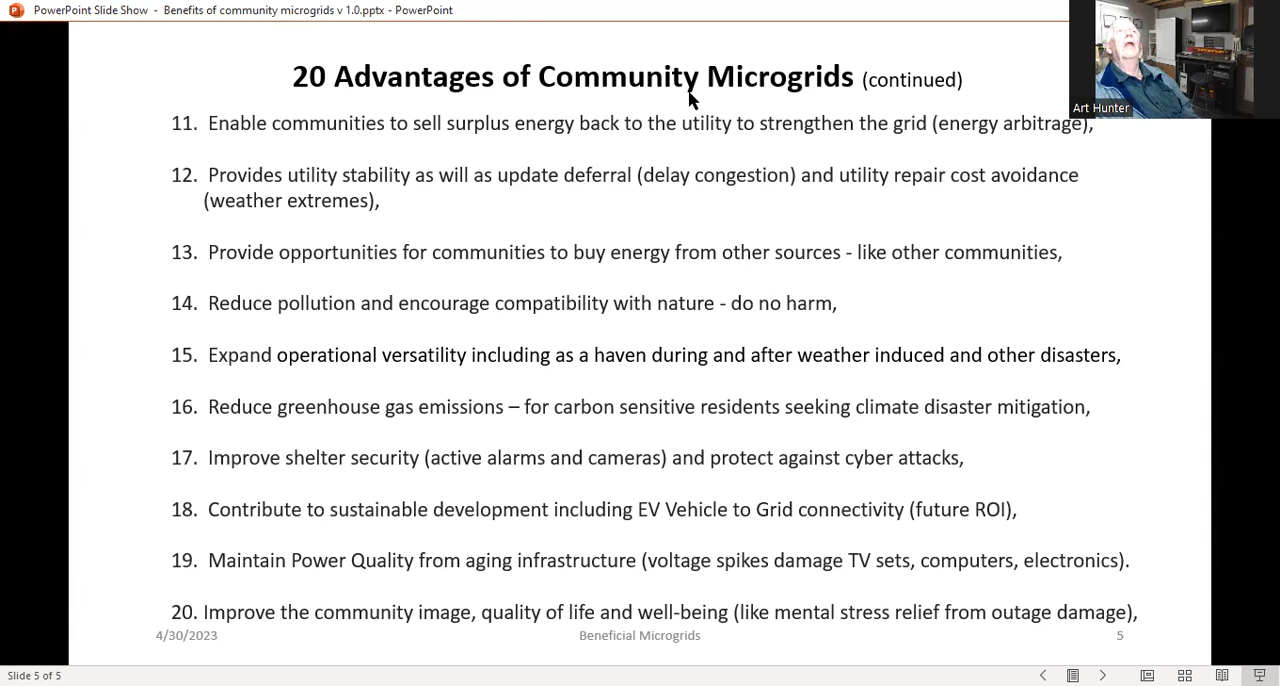 PowerPoint Slide Show - Benefits of community microgrids v 1.0.pptx - PowerPoint
20 Advantages of Community Microgrids (continued)
Art Hunter
11. Enable communities to sell surplus energy back to the utility to strengthen the grid (energy arbitrage),
12. Provides utility stability as will as update deferral (delay congestion) and utility repair cost avoidance
(weather extremes),
13. Provide opportunities for communities to buy energy from other sources - like other communities,
14. Reduce pollution and encourage compatibility with nature - do no harm,
15. Expand operational versatility including as a haven during and after weather induced and other disasters,
16. Reduce greenhouse gas emissions – for carbon sensitive residents seeking climate disaster mitigation,
17. Improve shelter security (active alarms and cameras) and protect against cyber attacks,
18. Contribute to sustainable development including EV Vehicle to Grid connectivity (future ROI),
19. Maintain Power Quality from aging infrastructure (voltage spikes damage TV sets, computers, electronics).
20. Improve the community image, quality of life and well-being (like mental stress relief from outage damage),
4/30/2023 Beneficial Microgrids 5
Slide 5 of 5